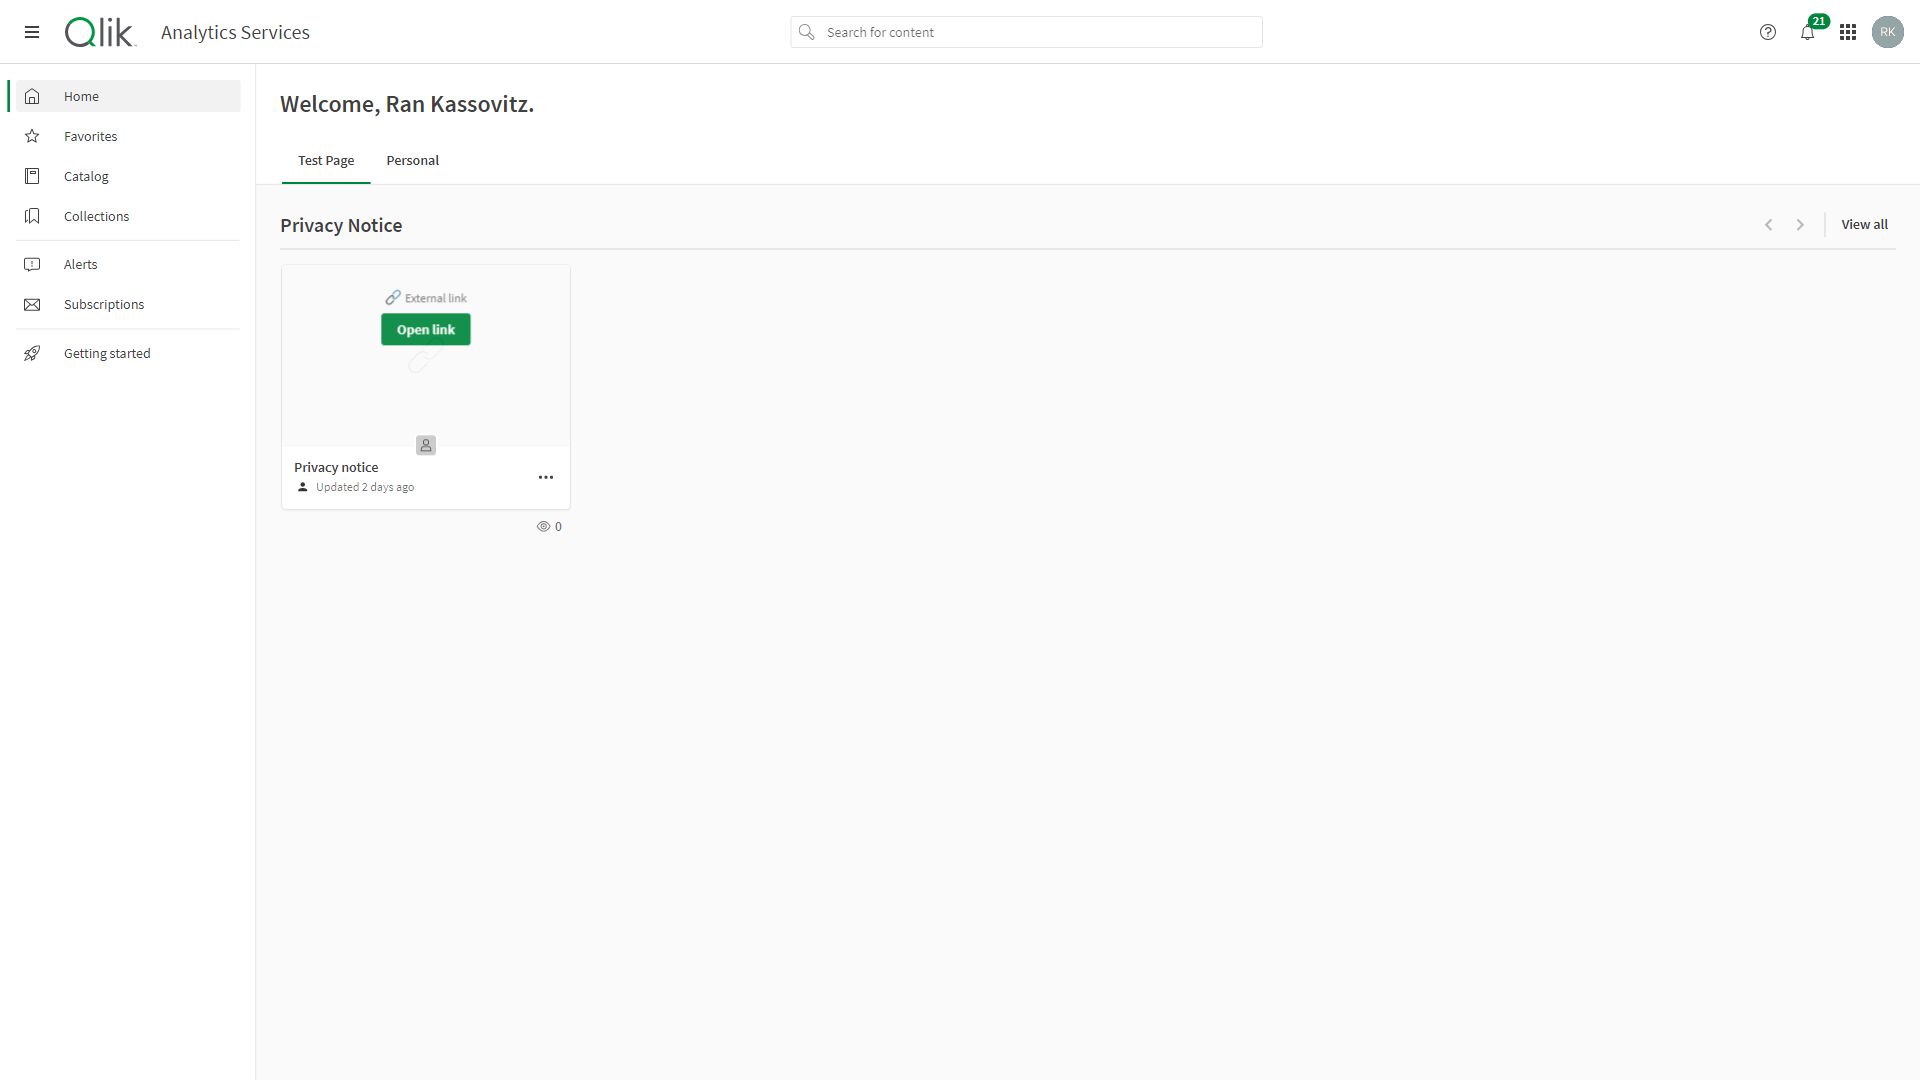 Qlik
Analytics Services
Search for content
21
RK
Home
Favorites
Catalog
Collections
Alerts
Subscriptions
Getting started
Welcome, Ran Kassovitz.
Test Page
Personal
Privacy Notice
View all
External link
Open link
Privacy notice
Updated 2 days ago
0